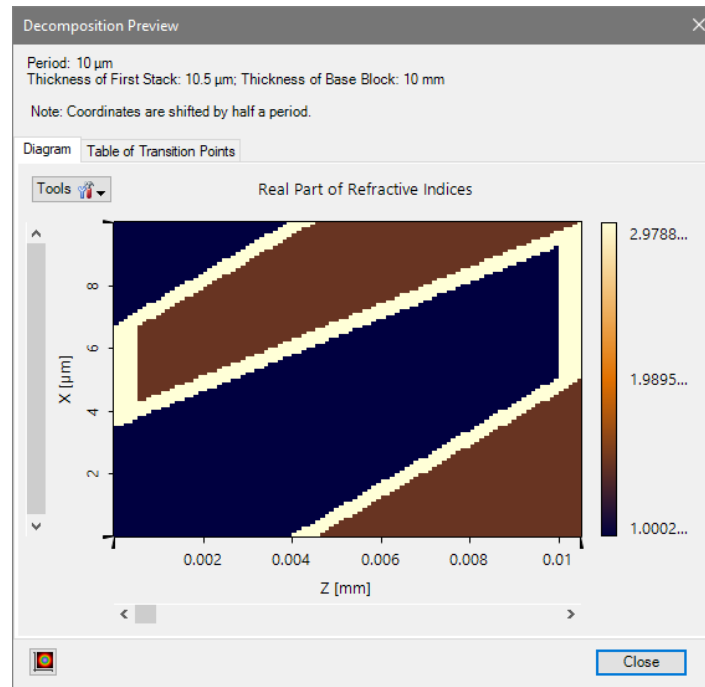 Decomposition Preview
Period: 10 µm
Thickness of First Stack: 10.5 µm; Thickness of Base Block: 10 mm
Note: Coordinates are shifted by half a period.
Diagram
Table of Transition Points
Tools
Real Part of Refractive Indices
2.9788...
1.9895...
1.0002...
8
6
4
2
X [µm]
0.002
0.004
0.006
0.008
0.01
Z [mm]
Close